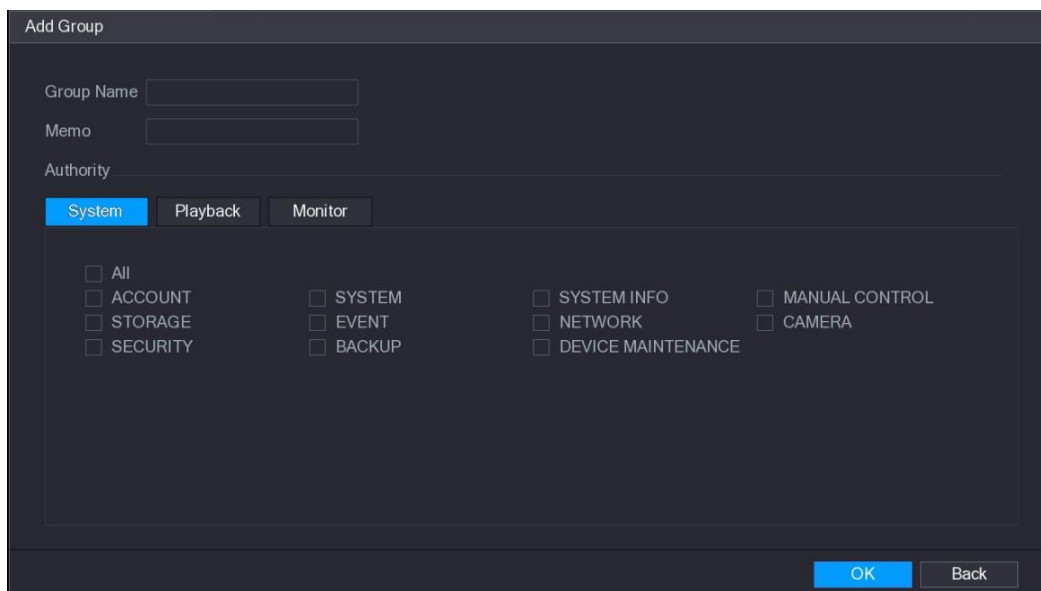 Add Group
Group Name
Memo
Authority
System Playback Monitor
All
ACCOUNT SYSTEM SYSTEM INFO MANUAL CONTROL
STORAGE EVENT NETWORK CAMERA
SECURITY BACKUP DEVICE MAINTENANCE
OK Back